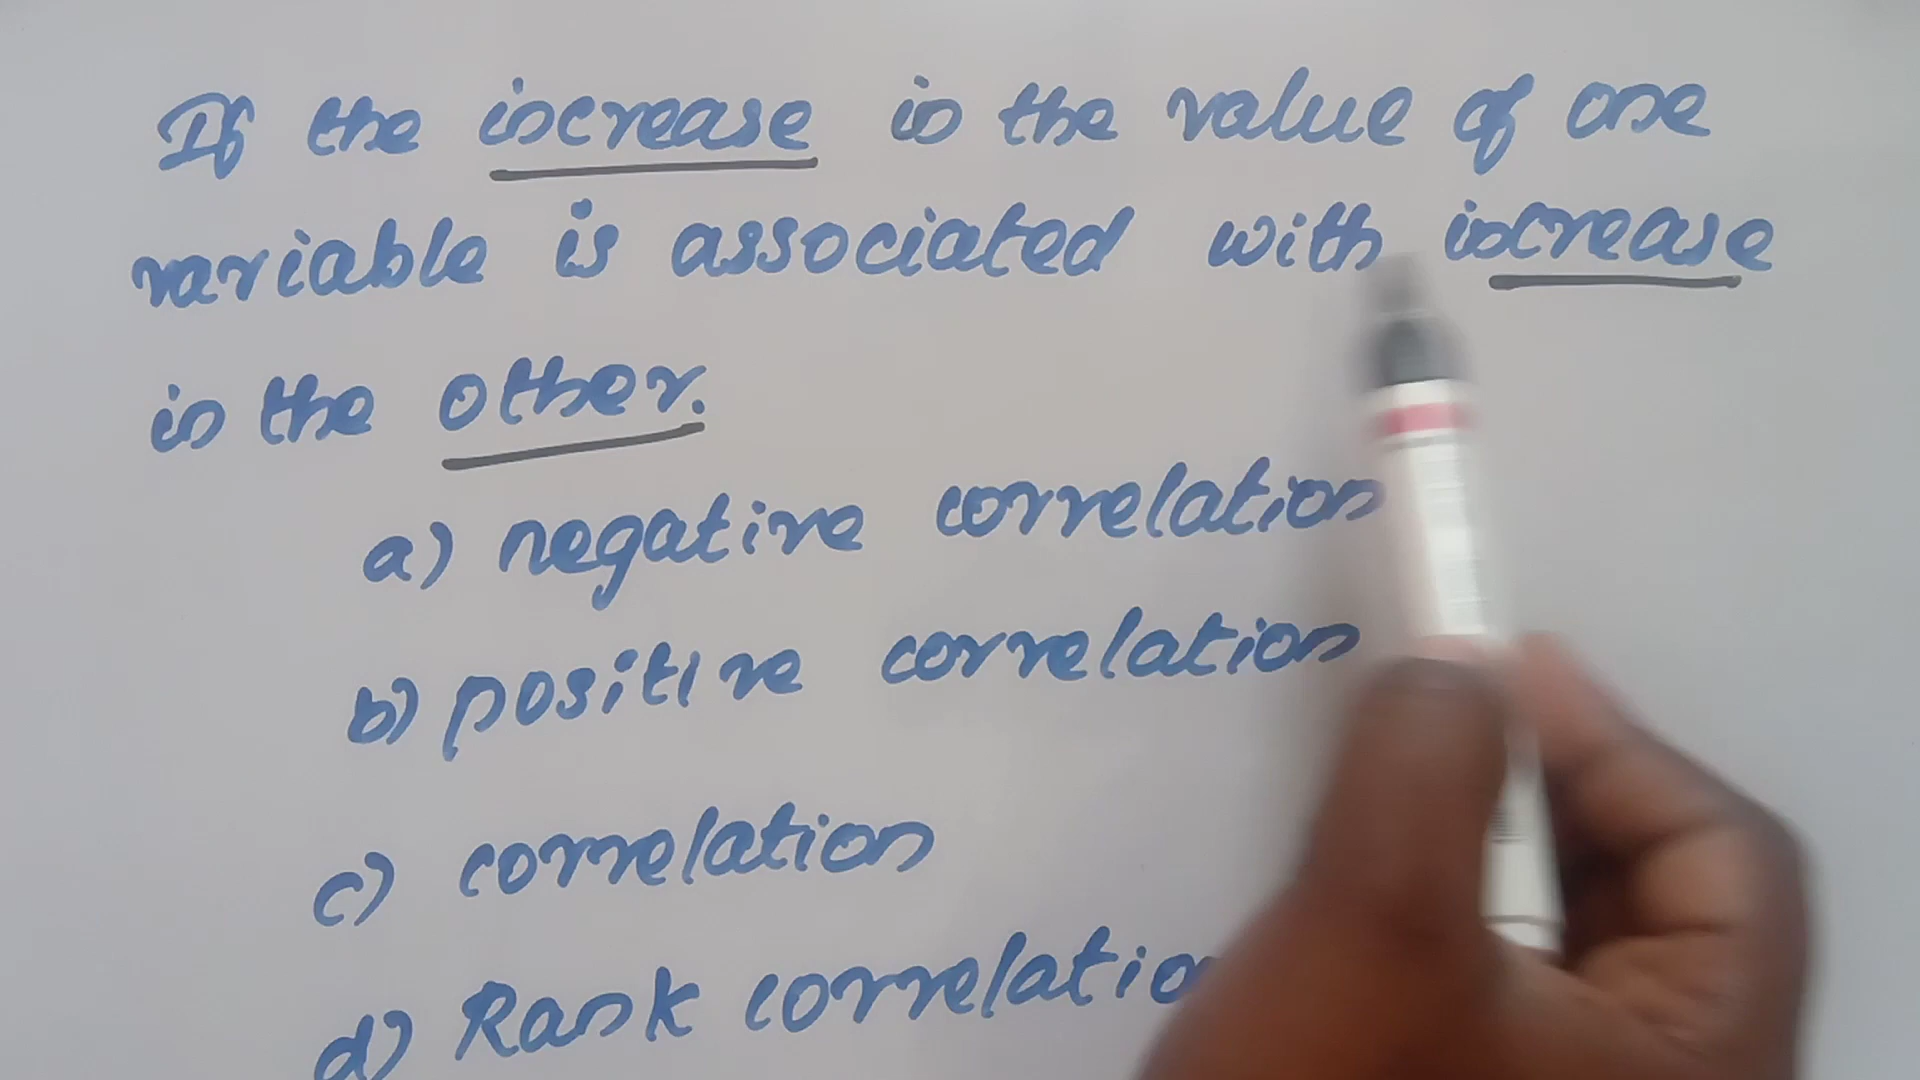 If the increase in the value of one
variable is associated with increase
in the other.
a) negative correlation
b) positive correlation
c) correlation
d) Rank correlation